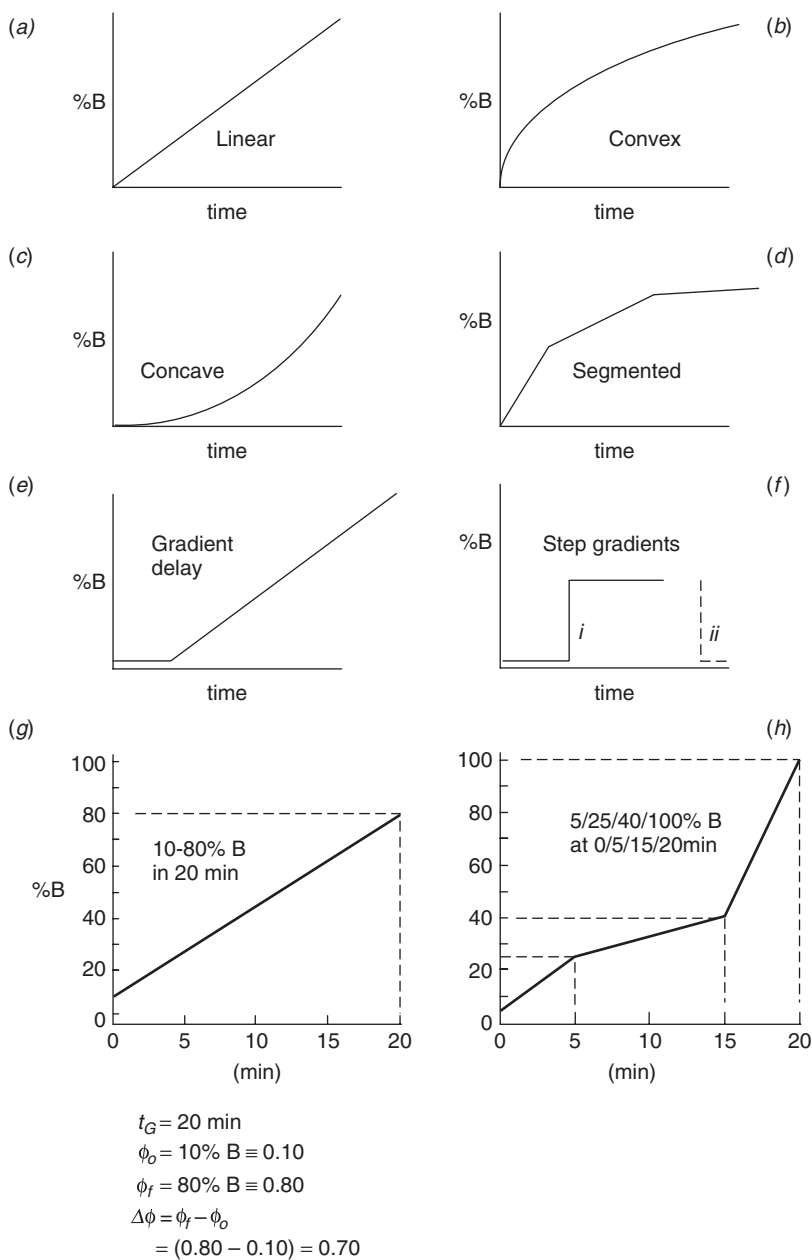 (a)
%B
Linear
time
(b)
%B
Convex
time
(c)
%B
Concave
time
(d)
%B
Segmented
time
(e)
%B
Gradient
delay
time
(f)
%B
Step gradients
i
ii
time
(g)
100
80
60
40
20
0
%B
10-80% B
in 20 min
0 5 10 15 20
(min)
(h)
100
80
60
40
20
0
5/25/40/100% B
at 0/5/15/20min
0 5 10 15 20
(min)
t_G = 20 min
ϕ_o = 10% B ≡ 0.10
ϕ_f = 80% B ≡ 0.80
Δϕ = ϕ_f − ϕ_o
= (0.80 − 0.10) = 0.70